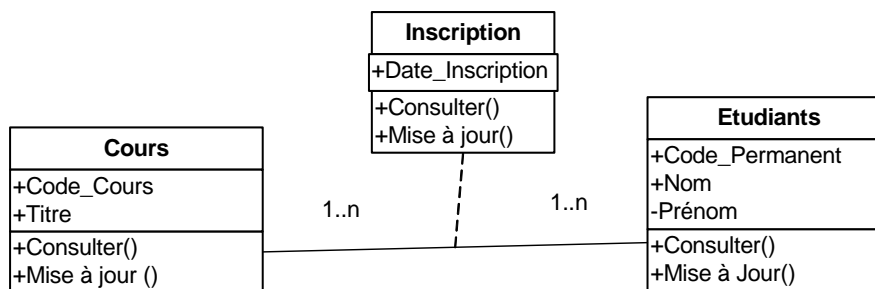 Inscription
+Date_Inscription
+Consulter()
+Mise à jour()
Cours
+Code_Cours
+Titre
+Consulter()
+Mise à jour ()
1..n
1..n
Etudiants
+Code_Permanent
+Nom
-Prénom
+Consulter()
+Mise à Jour()